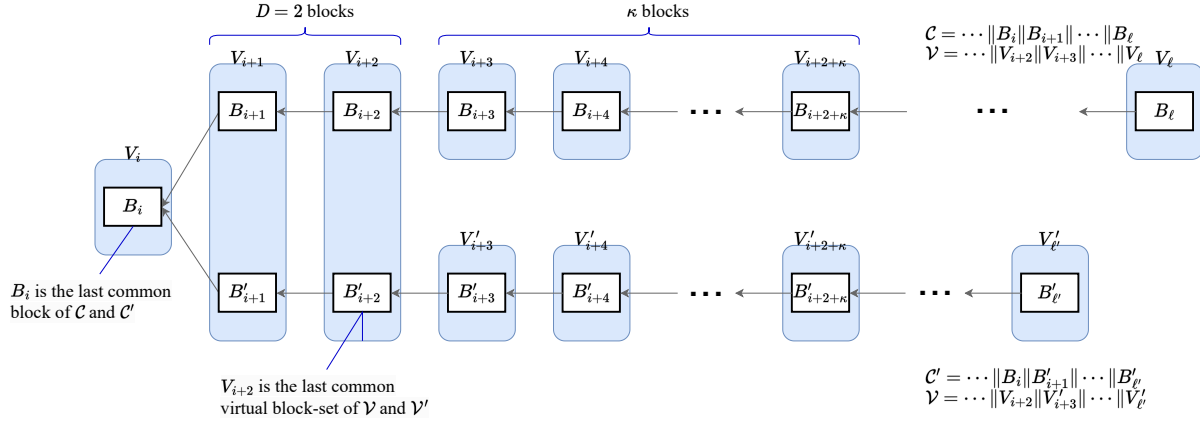 D = 2 blocks
κ blocks
𝒞 = ⋯ ∥B_i∥B_{i+1}∥ ⋯ ∥B_ℓ
𝒱 = ⋯ ∥V_{i+2}∥V_{i+3}∥ ⋯ ∥V_ℓ
V_{i+1} V_{i+2} V_{i+3} V_{i+4} V_{i+2+κ} V_ℓ
B_{i+1} B_{i+2} B_{i+3} B_{i+4} ⋯ B_{i+2+κ} ⋯ B_ℓ
V_i
B_i
V'_{i+3} V'_{i+4} V'_{i+2+κ} V'_{ℓ'}
B'_{i+1} B'_{i+2} B'_{i+3} B'_{i+4} ⋯ B'_{i+2+κ} ⋯ B'_{ℓ'}
B_i is the last common
block of 𝒞 and 𝒞'
V_{i+2} is the last common
virtual block-set of 𝒱 and 𝒱'
𝒞' = ⋯ ∥B_i∥B'_{i+1}∥ ⋯ ∥B'_{ℓ'}
𝒱 = ⋯ ∥V_{i+2}∥V'_{i+3}∥ ⋯ ∥V'_{ℓ'}